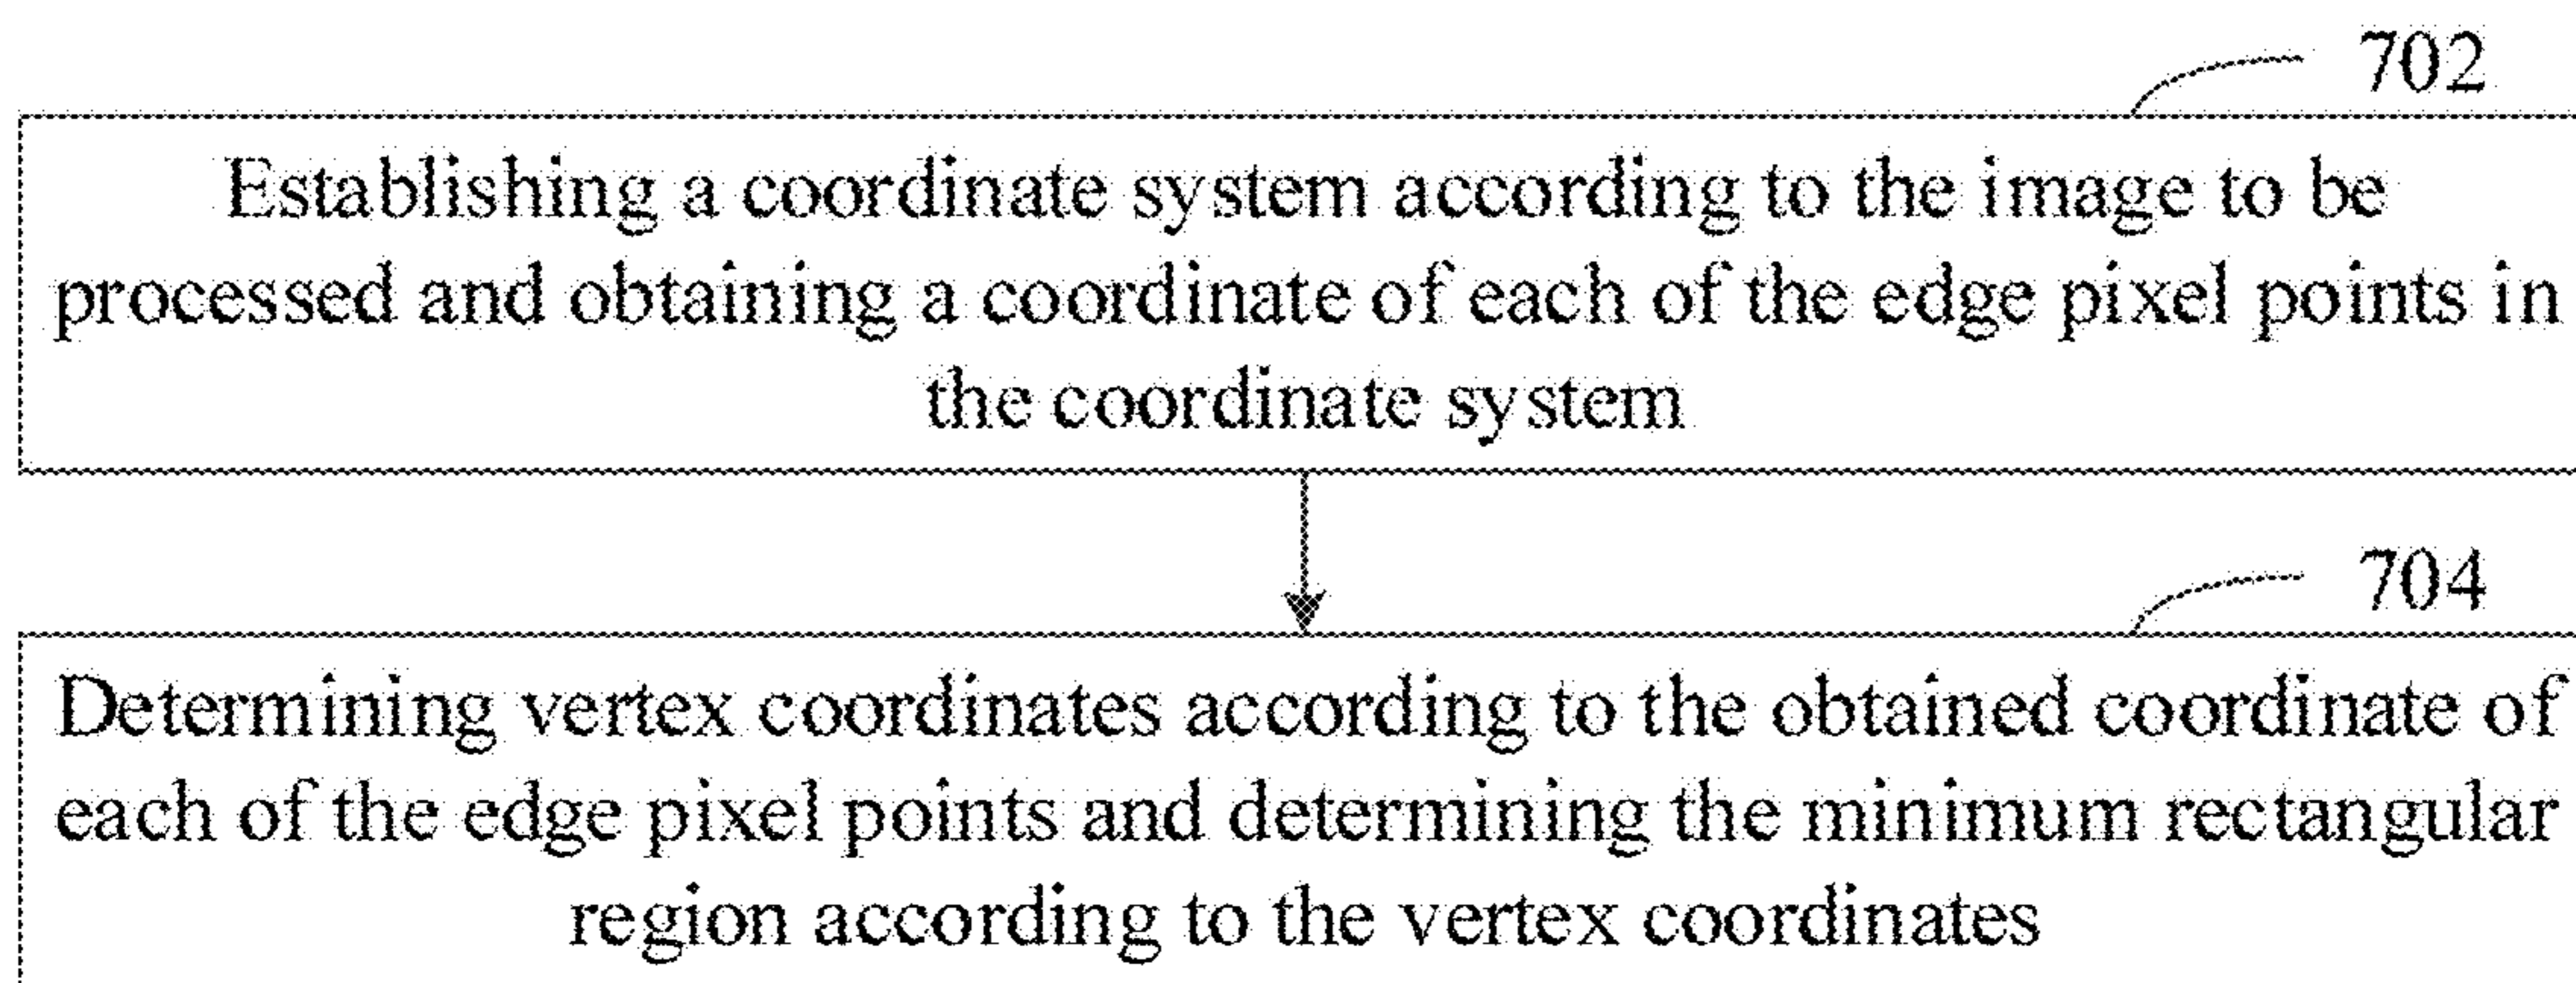 702
Establishing a coordinate system according to the image to be
processed and obtaining a coordinate of each of the edge pixel points in
the coordinate system
704
Determining vertex coordinates according to the obtained coordinate of
each of the edge pixel points and determining the minimum rectangular
region according to the vertex coordinates